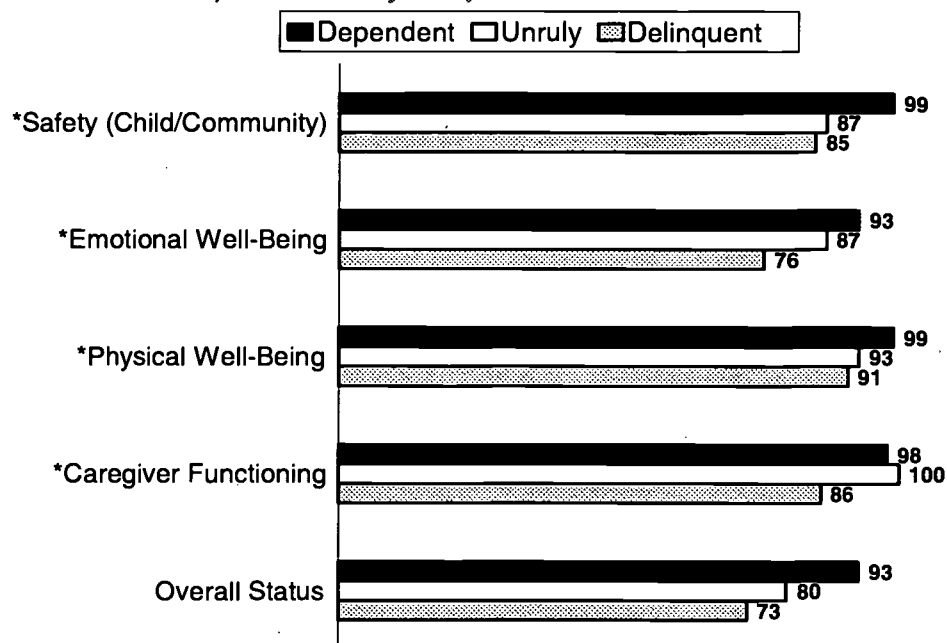 Dependent Unruly Delinquent
*Safety (Child/Community)
99
87
85
*Emotional Well-Being
93
87
76
*Physical Well-Being
99
93
91
*Caregiver Functioning
98
100
86
Overall Status
93
80
73